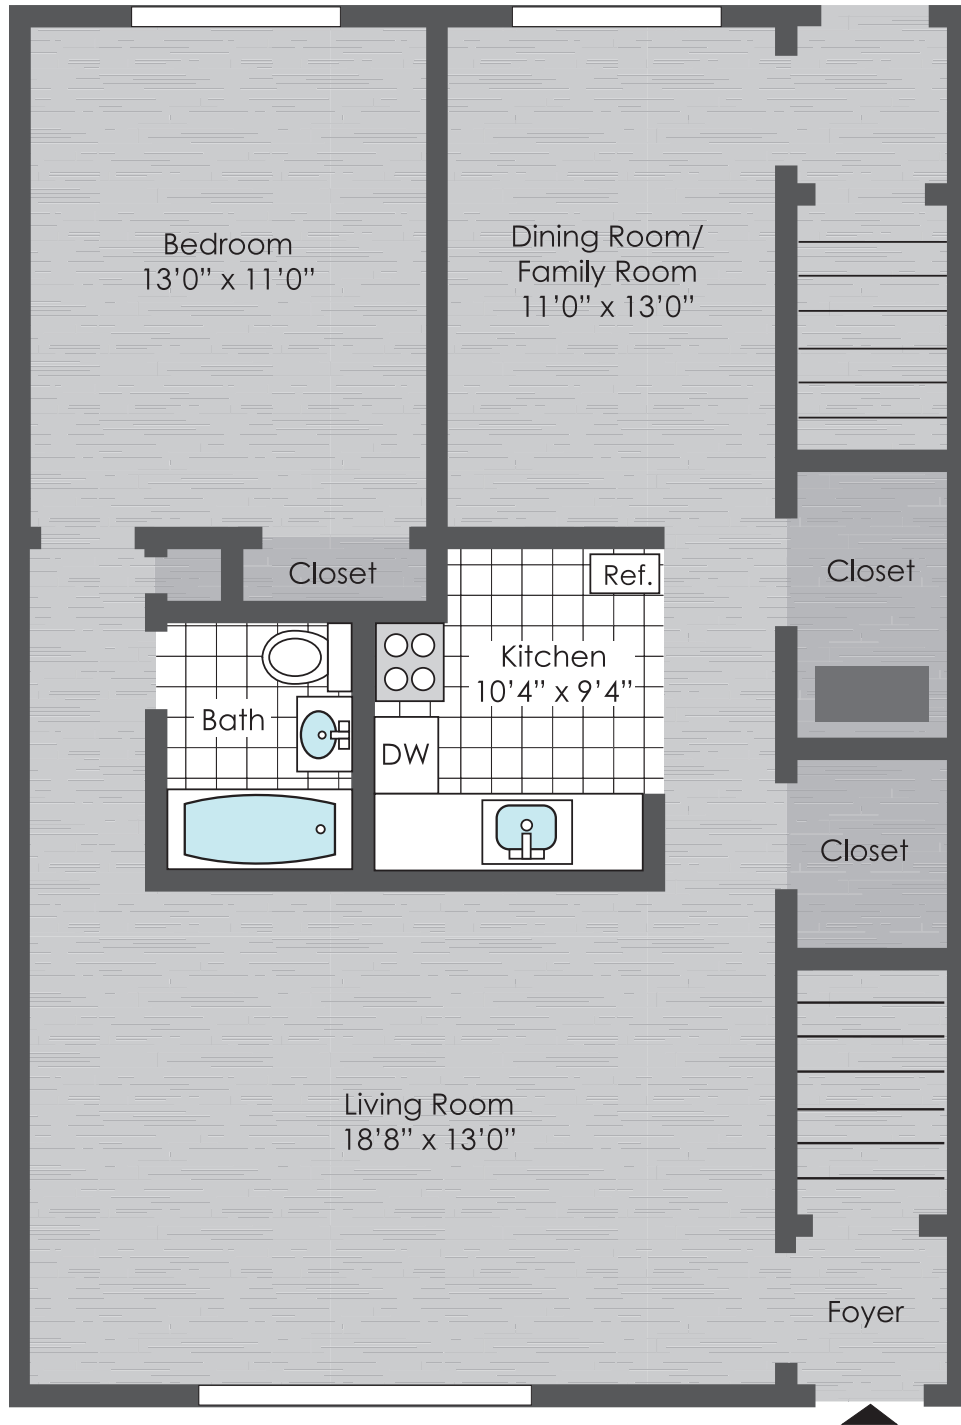 Bedroom
13’0” x 11’0”
Dining Room/
Family Room
11’0” x 13’0”
Closet
Ref.
Closet
Kitchen
10’4” x 9’4”
Bath
DW
Closet
Living Room
18’8” x 13’0”
Foyer